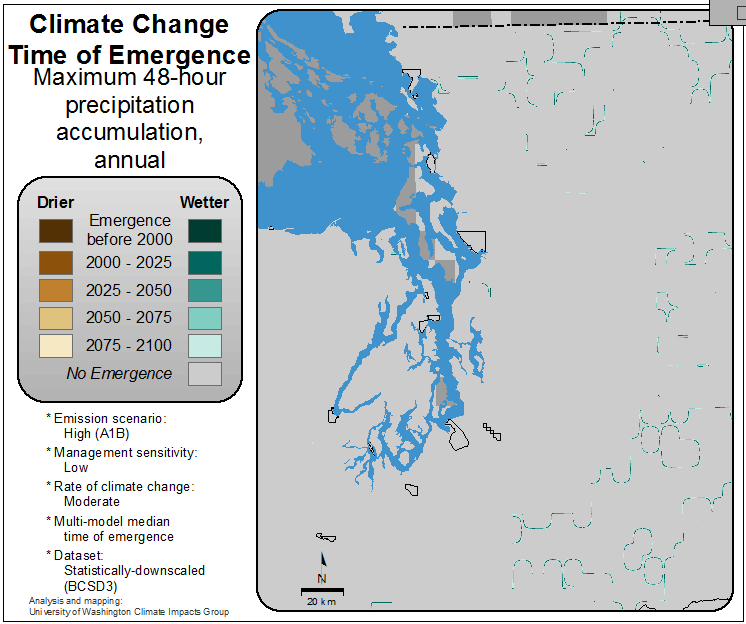 Climate Change
Time of Emergence
Maximum 48-hour
precipitation
accumulation,
annual
Drier
Wetter
Emergence
before 2000
2000 - 2025
2025 - 2050
2050 - 2075
2075 - 2100
No Emergence
* Emission scenario:
High (A1B)
* Management sensitivity:
Low
* Rate of climate change:
Moderate
* Multi-model median
time of emergence
* Dataset:
Statistically-downscaled
(BCSD3)
Analysis and mapping:
University of Washington Climate Impacts Group
N
20 km